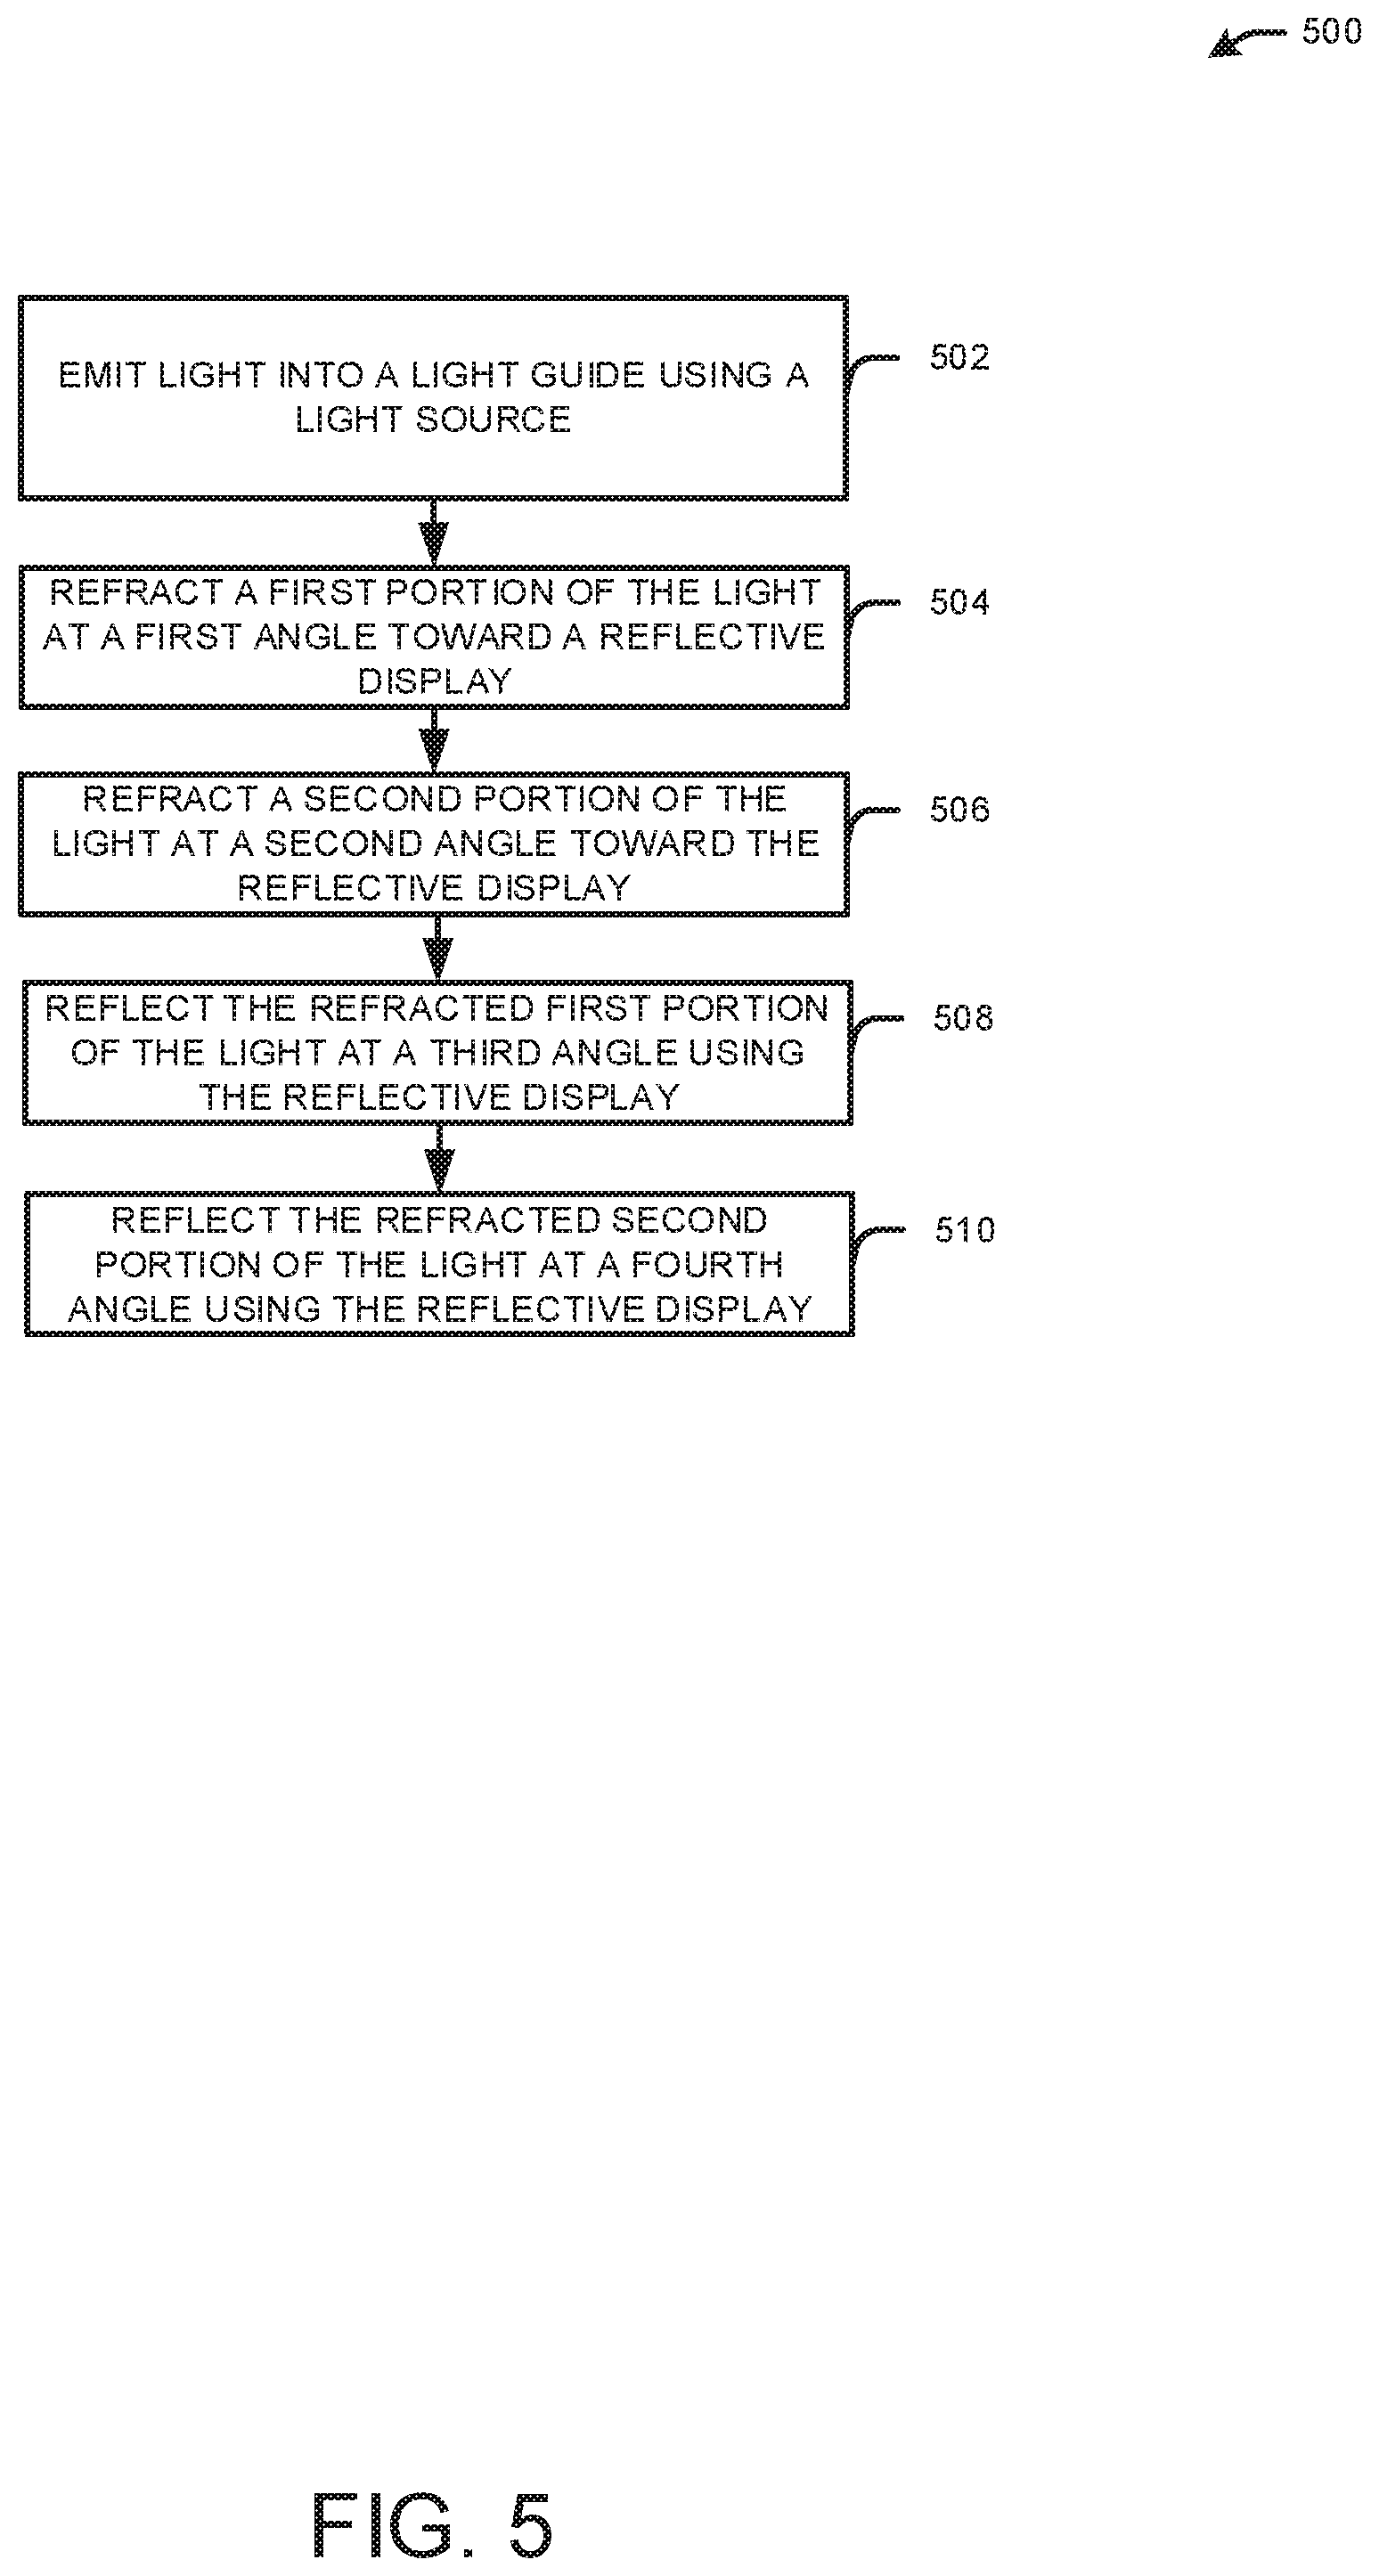 500
EMIT LIGHT INTO A LIGHT GUIDE USING A
LIGHT SOURCE
502
REFRACT A FIRST PORTION OF THE LIGHT
AT A FIRST ANGLE TOWARD A REFLECTIVE
DISPLAY
504
REFRACT A SECOND PORTION OF THE
LIGHT AT A SECOND ANGLE TOWARD THE
REFLECTIVE DISPLAY
506
REFLECT THE REFRACTED FIRST PORTION
OF THE LIGHT AT A THIRD ANGLE USING
THE REFLECTIVE DISPLAY
508
REFLECT THE REFRACTED SECOND
PORTION OF THE LIGHT AT A FOURTH
ANGLE USING THE REFLECTIVE DISPLAY
510
FIG. 5